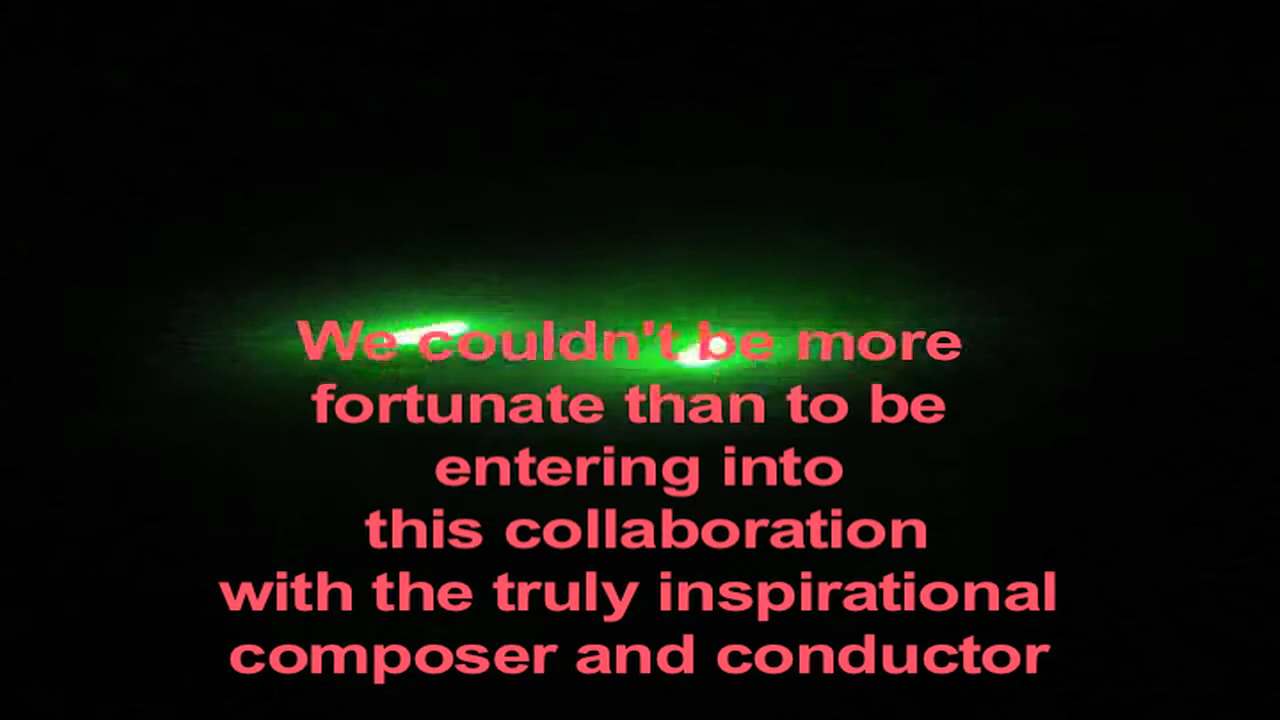 We couldn't be more
fortunate than to be
entering into
this collaboration
with the truly inspirational
composer and conductor